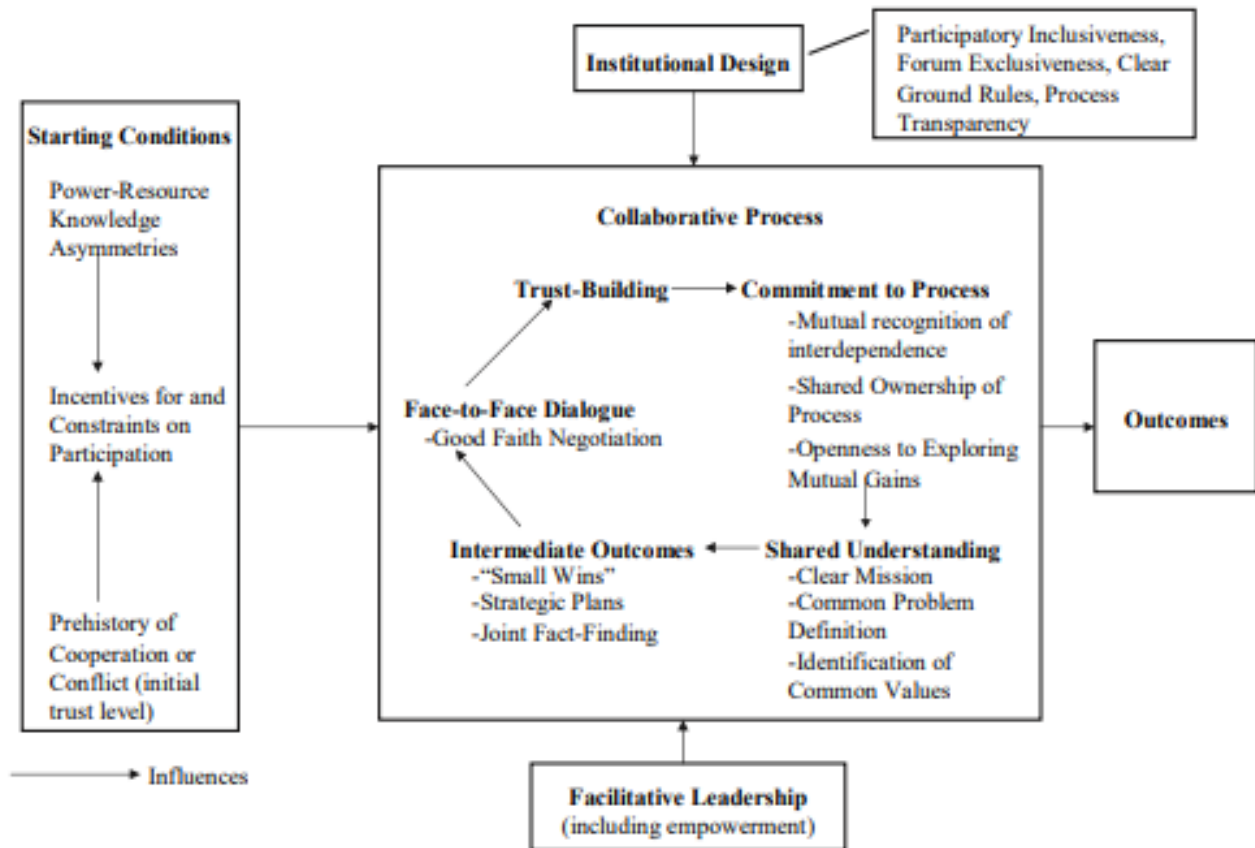 Institutional Design
Participatory Inclusiveness,
Forum Exclusiveness, Clear
Ground Rules, Process
Transparency
Starting Conditions
Power-Resource
Knowledge
Asymmetries
Incentives for and
Constraints on
Participation
Prehistory of
Cooperation or
Conflict (initial
trust level)
Influences
Collaborative Process
Trust-Building
Commitment to Process
-Mutual recognition of
interdependence
-Shared Ownership of
Process
-Openness to Exploring
Mutual Gains
Face-to-Face Dialogue
-Good Faith Negotiation
Intermediate Outcomes
-“Small Wins”
-Strategic Plans
-Joint Fact-Finding
Shared Understanding
-Clear Mission
-Common Problem
Definition
-Identification of
Common Values
Outcomes
Facilitative Leadership
(including empowerment)